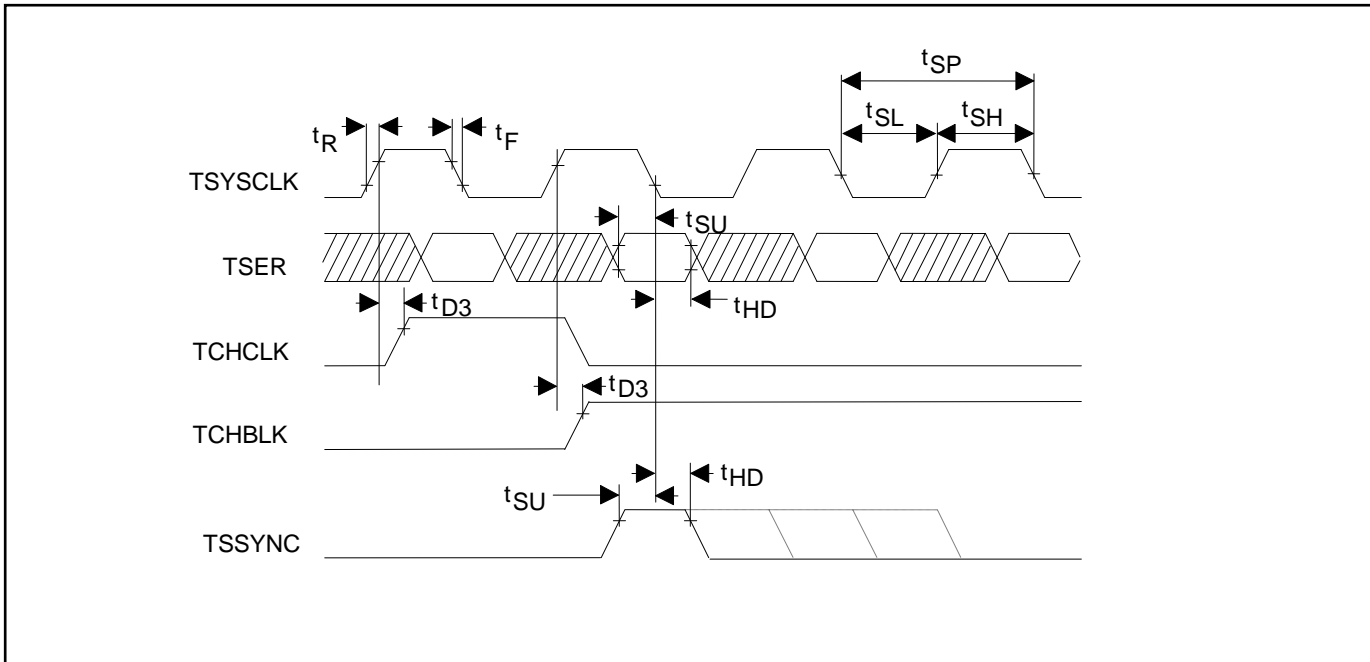 tSP
tSL tSH
tR tF
TSYSCLK
tSU
TSER
tD3 tHD
TCHCLK
tD3
TCHBLK
tHD
tSU
TSSYNC